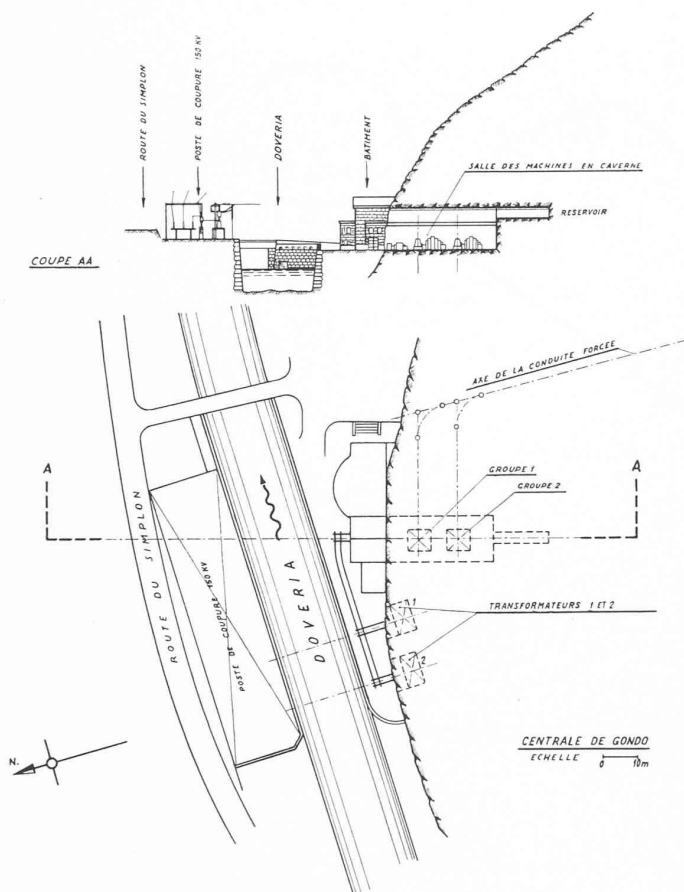 ROUTE DU SIMPLON
POSTE DE COUPURE 150 KV
DOVERIA
BATIMENT
SALLE DES MACHINES EN CAVERNE
RESERVOIR
COUPE AA
AXE DE LA CONDUITE FORCEE
A
A
GROUPE 1
GROUPE 2
ROUTE DU SIMPLON
POSTE DE COUPURE 150 KV
DOVERIA
1
TRANSFORMATEURS 1 ET 2
2
N.
CENTRALE DE GONDO
ECHELLE 0 10m